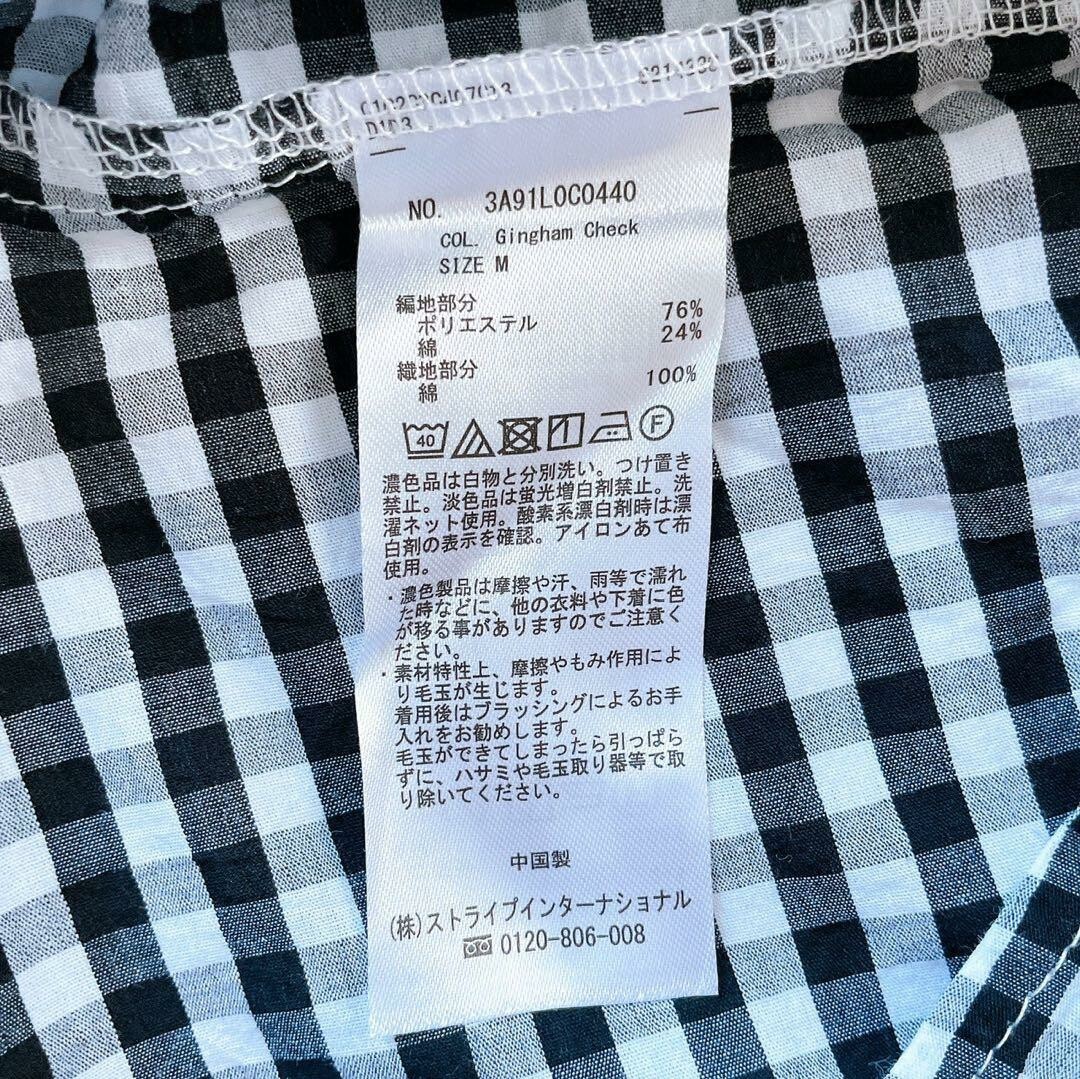 D1D3
NO. 3A91L0C0440
COL. Gingham Check
SIZE M
編地部分
ポリエステル 76%
綿 24%
織地部分
綿 100%
40
F
濃色品は白物と分別洗い。つけ置き
禁止。淡色品は蛍光増白剤禁止。洗
濯ネット使用。酸素系漂白剤時は漂
白剤の表示を確認。アイロンあて布
使用。
・濃色製品は摩擦や汗、雨等で濡れ
た時などに、他の衣料や下着に色
が移る事がありますのでご注意く
ださい。
・素材特性上、摩擦やもみ作用によ
り毛玉が生じます。
着用後はブラッシングによるお手
入れをお勧めします。
毛玉ができてしまったら引っぱら
ずに、ハサミや毛玉取り器等で取
り除いてください。
中国製
(株)ストライプインターナショナル
0120-806-008